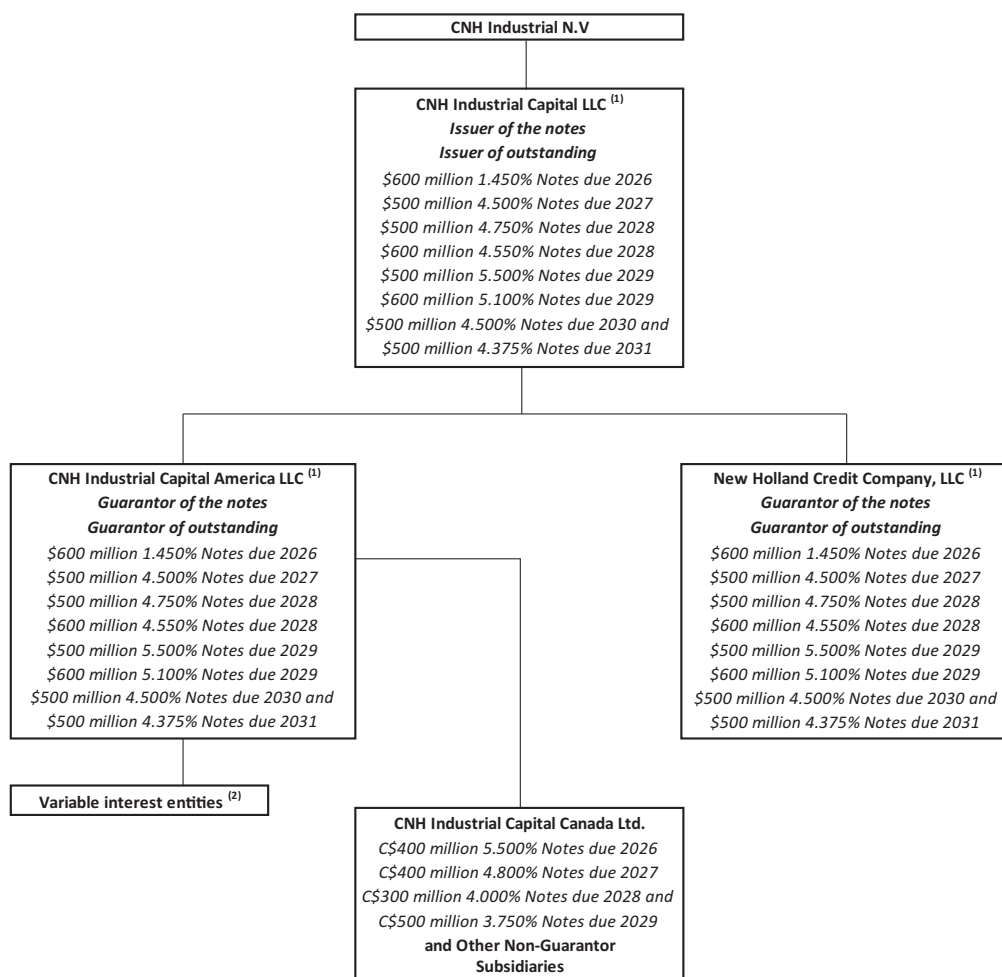 CNH Industrial N.V
CNH Industrial Capital LLC (1)
Issuer of the notes
Issuer of outstanding
$600 million 1.450% Notes due 2026
$500 million 4.500% Notes due 2027
$500 million 4.750% Notes due 2028
$600 million 4.550% Notes due 2028
$500 million 5.500% Notes due 2029
$600 million 5.100% Notes due 2029
$500 million 4.500% Notes due 2030 and
$500 million 4.375% Notes due 2031
CNH Industrial Capital America LLC (1)
Guarantor of the notes
Guarantor of outstanding
$600 million 1.450% Notes due 2026
$500 million 4.500% Notes due 2027
$500 million 4.750% Notes due 2028
$600 million 4.550% Notes due 2028
$500 million 5.500% Notes due 2029
$600 million 5.100% Notes due 2029
$500 million 4.500% Notes due 2030 and
$500 million 4.375% Notes due 2031
New Holland Credit Company, LLC (1)
Guarantor of the notes
Guarantor of outstanding
$600 million 1.450% Notes due 2026
$500 million 4.500% Notes due 2027
$500 million 4.750% Notes due 2028
$600 million 4.550% Notes due 2028
$500 million 5.500% Notes due 2029
$600 million 5.100% Notes due 2029
$500 million 4.500% Notes due 2030 and
$500 million 4.375% Notes due 2031
Variable interest entities (2)
CNH Industrial Capital Canada Ltd.
C$400 million 5.500% Notes due 2026
C$400 million 4.800% Notes due 2027
C$300 million 4.000% Notes due 2028 and
C$500 million 3.750% Notes due 2029
and Other Non-Guarantor
Subsidiaries